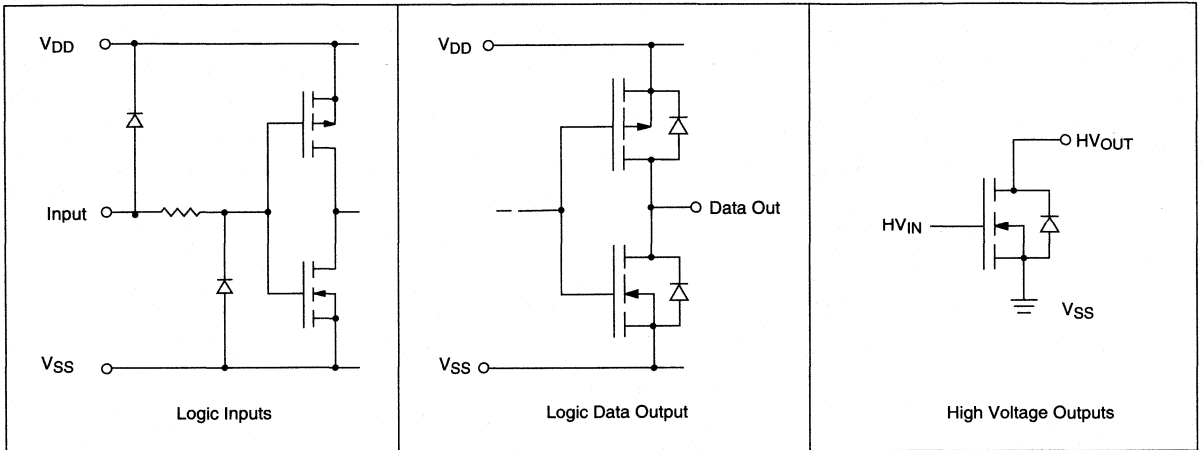 VDD
Input
VSS
Logic Inputs
VDD
Data Out
VSS
Logic Data Output
HVOUT
HVIN
VSS
High Voltage Outputs